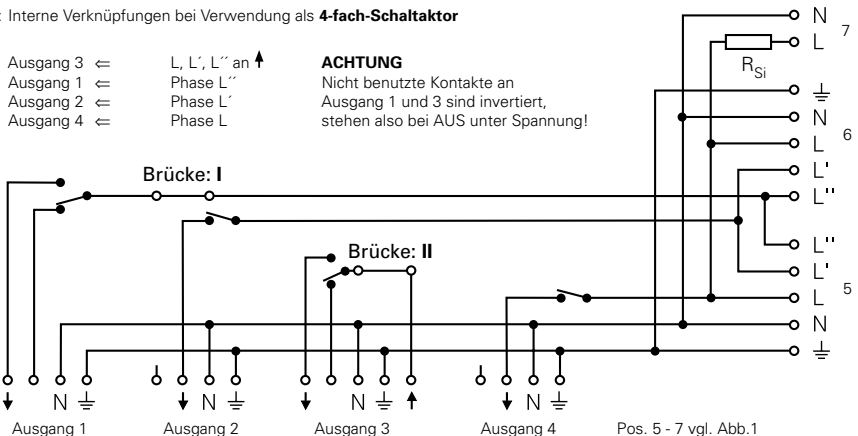 : Interne Verknüpfungen bei Verwendung als 4-fach-Schaltaktor
Ausgang 3 ⇐ L, L´, L´´ an ↑
Ausgang 1 ⇐ Phase L´´
Ausgang 2 ⇐ Phase L´
Ausgang 4 ⇐ Phase L
ACHTUNG
Nicht benutzte Kontakte an
Ausgang 1 und 3 sind invertiert,
stehen also bei AUS unter Spannung!
N
7
L
RSi
N
6
L
L'
L''
Brücke: I
Brücke: II
L''
L'
5
L
N
N
N
N
N
Ausgang 1
Ausgang 2
Ausgang 3
Ausgang 4
Pos. 5 - 7 vgl. Abb.1